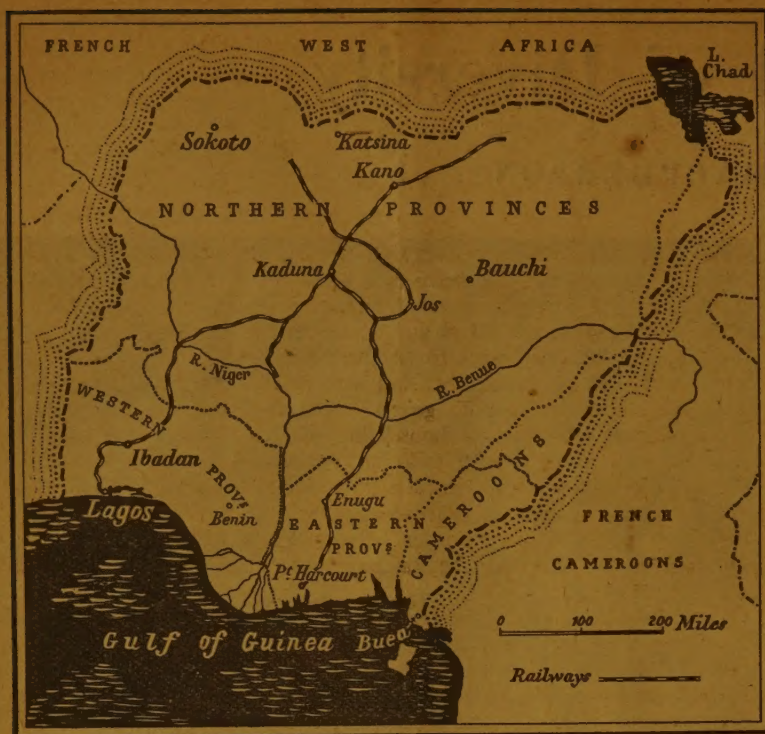 FRENCH WEST AFRICA
L. Chad
Sokoto
Katsina
Kano
NORTHERN PROVINCES
Kaduna
Bauchi
Jos
R. Niger
R. Benue
WESTERN PROVS
Ibadan
Lagos
Benin
Enugu
EASTERN PROVS
CAMEROONS
FRENCH
CAMEROONS
Pt Harcourt
Gulf of Guinea
Buea
0 100 200 Miles
Railways